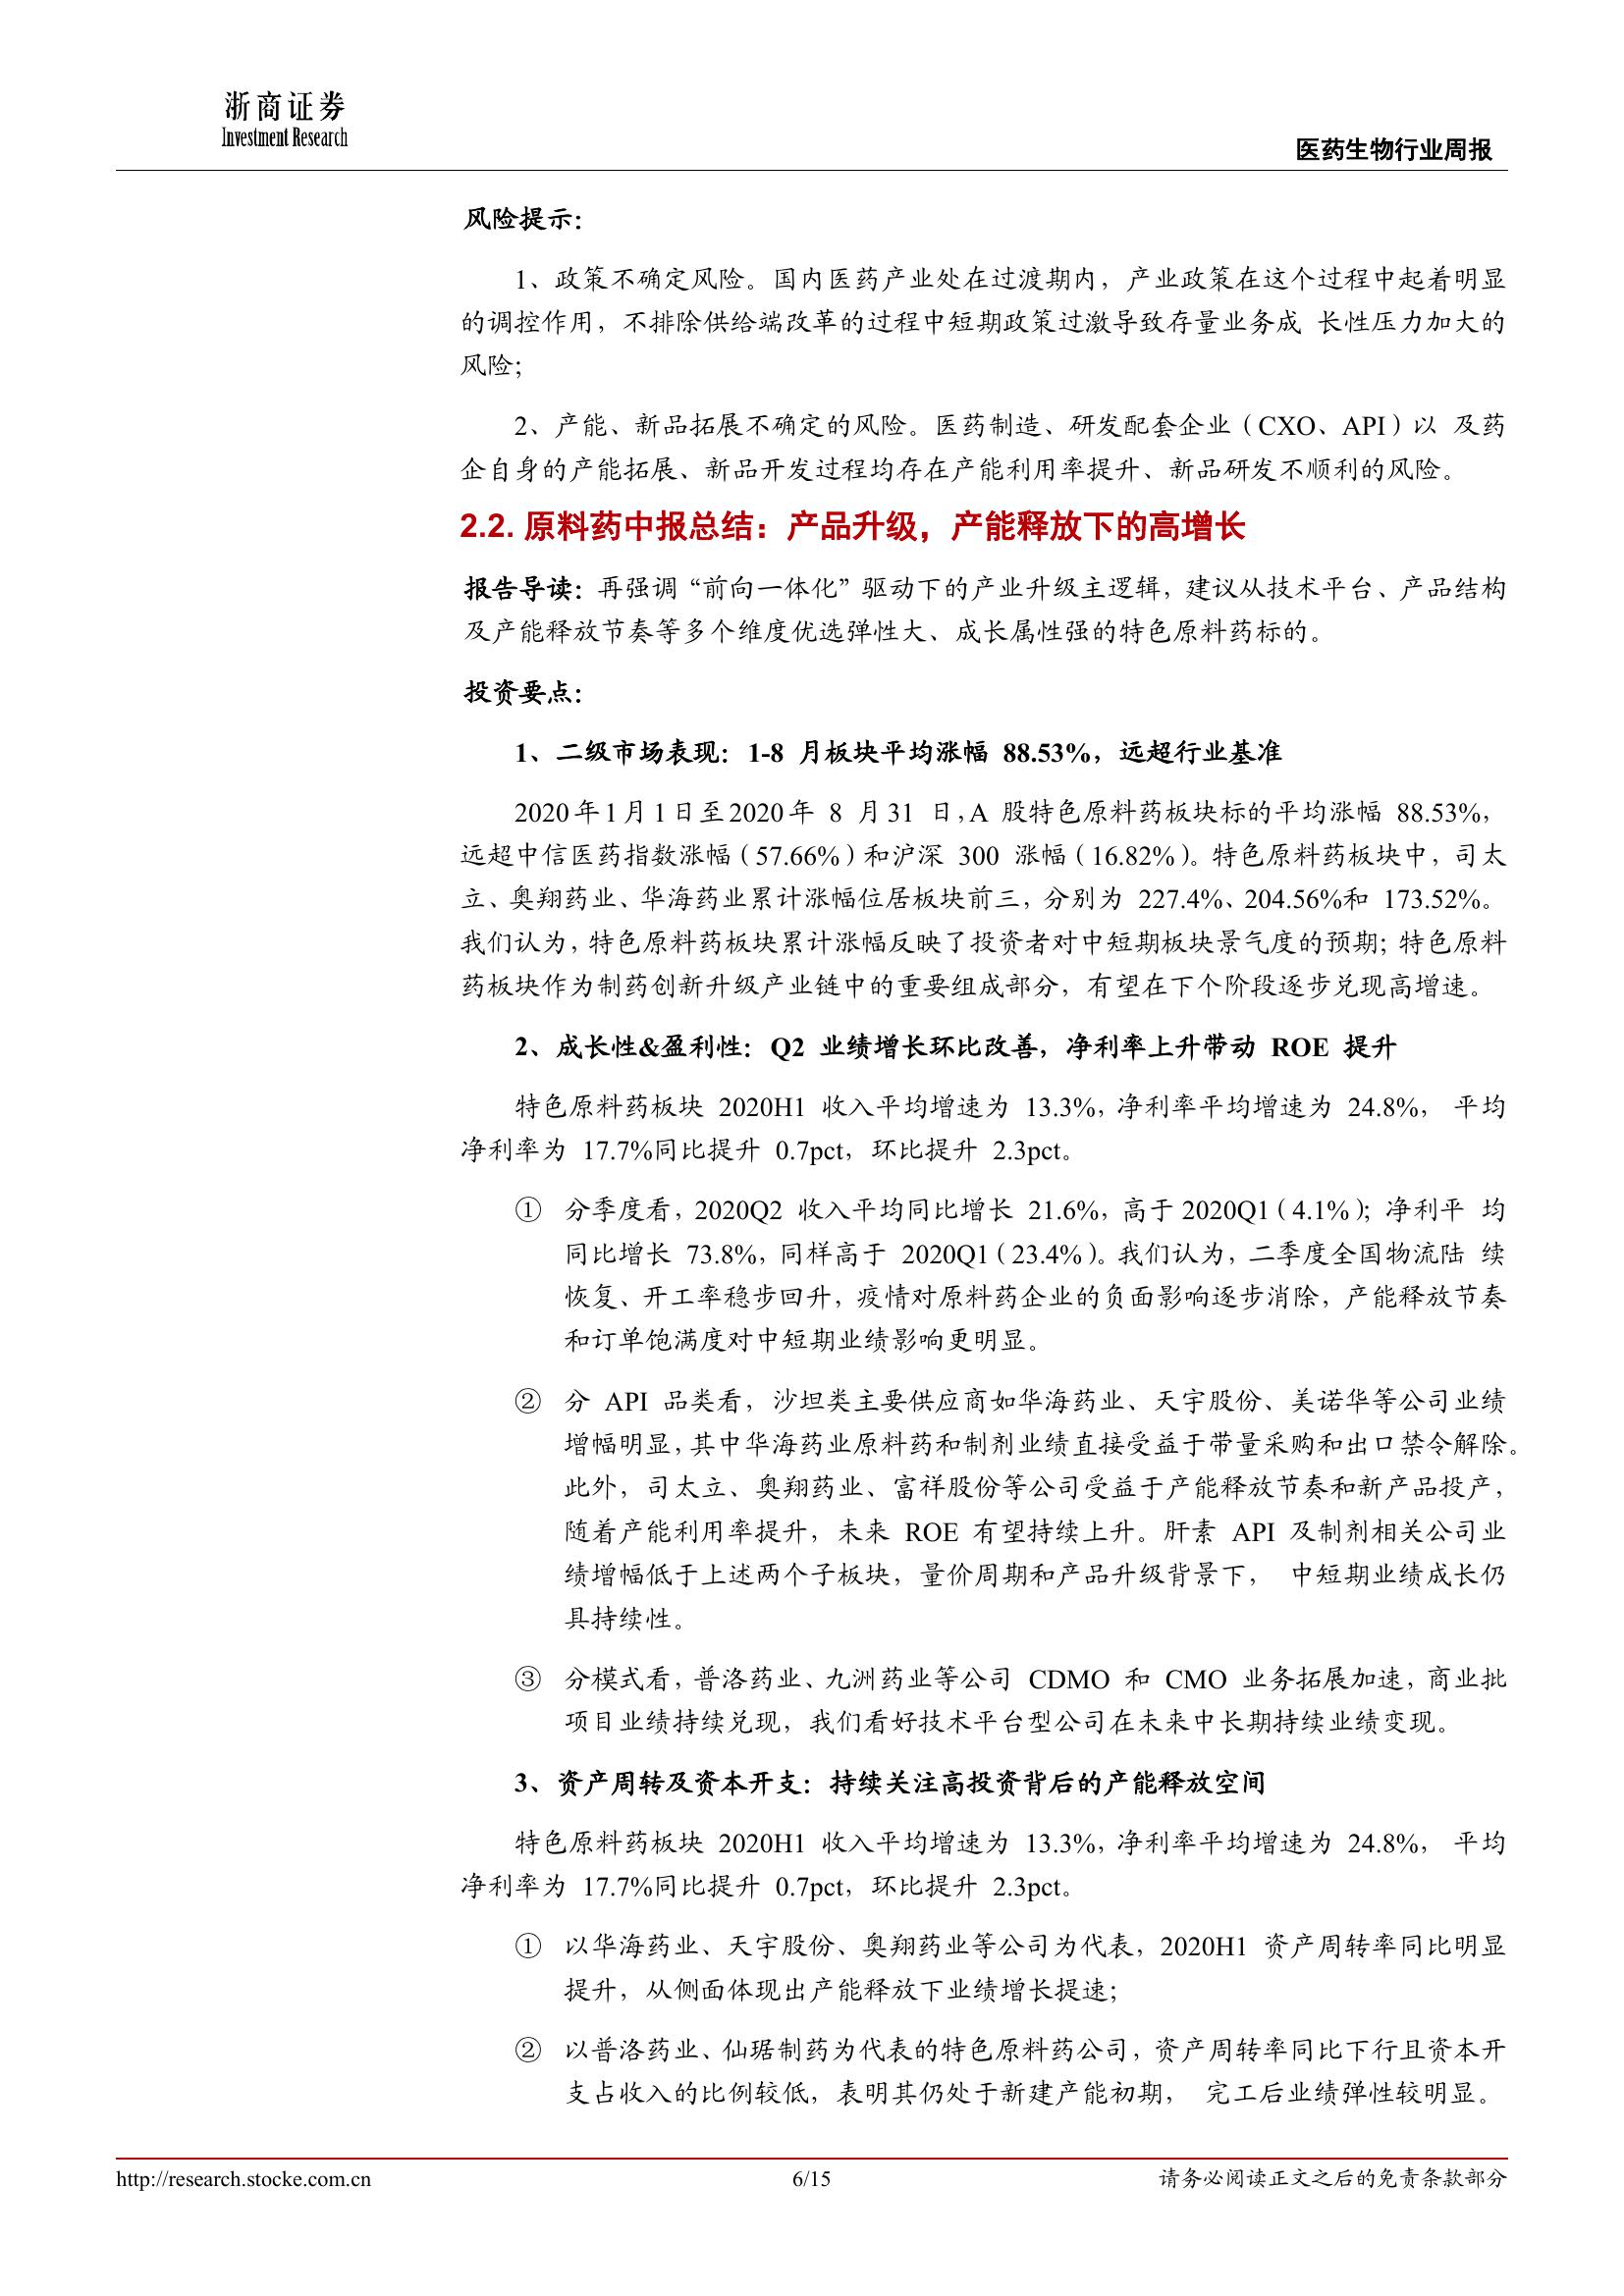 浙商证券
Investment Research
医药生物行业周报
风险提示：
1、政策不确定风险。国内医药产业处在过渡期内，产业政策在这个过程中起着明显
的调控作用，不排除供给端改革的过程中短期政策过激导致存量业务成 长性压力加大的
风险；
2、产能、新品拓展不确定的风险。医药制造、研发配套企业（CXO、API）以 及药
企自身的产能拓展、新品开发过程均存在产能利用率提升、新品研发不顺利的风险。
2.2. 原料药中报总结：产品升级，产能释放下的高增长
报告导读：再强调“前向一体化”驱动下的产业升级主逻辑，建议从技术平台、产品结构
及产能释放节奏等多个维度优选弹性大、成长属性强的特色原料药标的。
投资要点：
1、二级市场表现：1-8 月板块平均涨幅 88.53%，远超行业基准
2020 年 1 月 1 日至 2020 年 8 月 31 日，A 股特色原料药板块标的平均涨幅 88.53%，
远超中信医药指数涨幅（57.66%）和沪深 300 涨幅（16.82%）。特色原料药板块中，司太
立、奥翔药业、华海药业累计涨幅位居板块前三，分别为 227.4%、204.56%和 173.52%。
我们认为，特色原料药板块累计涨幅反映了投资者对中短期板块景气度的预期；特色原料
药板块作为制药创新升级产业链中的重要组成部分，有望在下个阶段逐步兑现高增速。
2、成长性&盈利性：Q2 业绩增长环比改善，净利率上升带动 ROE 提升
特色原料药板块 2020H1 收入平均增速为 13.3%，净利率平均增速为 24.8%， 平均
净利率为 17.7%同比提升 0.7pct，环比提升 2.3pct。
① 分季度看，2020Q2 收入平均同比增长 21.6%，高于 2020Q1（4.1%）；净利平 均
同比增长 73.8%，同样高于 2020Q1（23.4%）。我们认为，二季度全国物流陆 续
恢复、开工率稳步回升，疫情对原料药企业的负面影响逐步消除，产能释放节奏
和订单饱满度对中短期业绩影响更明显。
② 分 API 品类看，沙坦类主要供应商如华海药业、天宇股份、美诺华等公司业绩
增幅明显，其中华海药业原料药和制剂业绩直接受益于带量采购和出口禁令解除。
此外，司太立、奥翔药业、富祥股份等公司受益于产能释放节奏和新产品投产，
随着产能利用率提升，未来 ROE 有望持续上升。肝素 API 及制剂相关公司业
绩增幅低于上述两个子板块，量价周期和产品升级背景下， 中短期业绩成长仍
具持续性。
③ 分模式看，普洛药业、九洲药业等公司 CDMO 和 CMO 业务拓展加速，商业批
项目业绩持续兑现，我们看好技术平台型公司在未来中长期持续业绩变现。
3、资产周转及资本开支：持续关注高投资背后的产能释放空间
特色原料药板块 2020H1 收入平均增速为 13.3%，净利率平均增速为 24.8%， 平均
净利率为 17.7%同比提升 0.7pct，环比提升 2.3pct。
① 以华海药业、天宇股份、奥翔药业等公司为代表，2020H1 资产周转率同比明显
提升，从侧面体现出产能释放下业绩增长提速；
② 以普洛药业、仙琚制药为代表的特色原料药公司，资产周转率同比下行且资本开
支占收入的比例较低，表明其仍处于新建产能初期， 完工后业绩弹性较明显。
http://research.stocke.com.cn
6/15
请务必阅读正文之后的免责条款部分